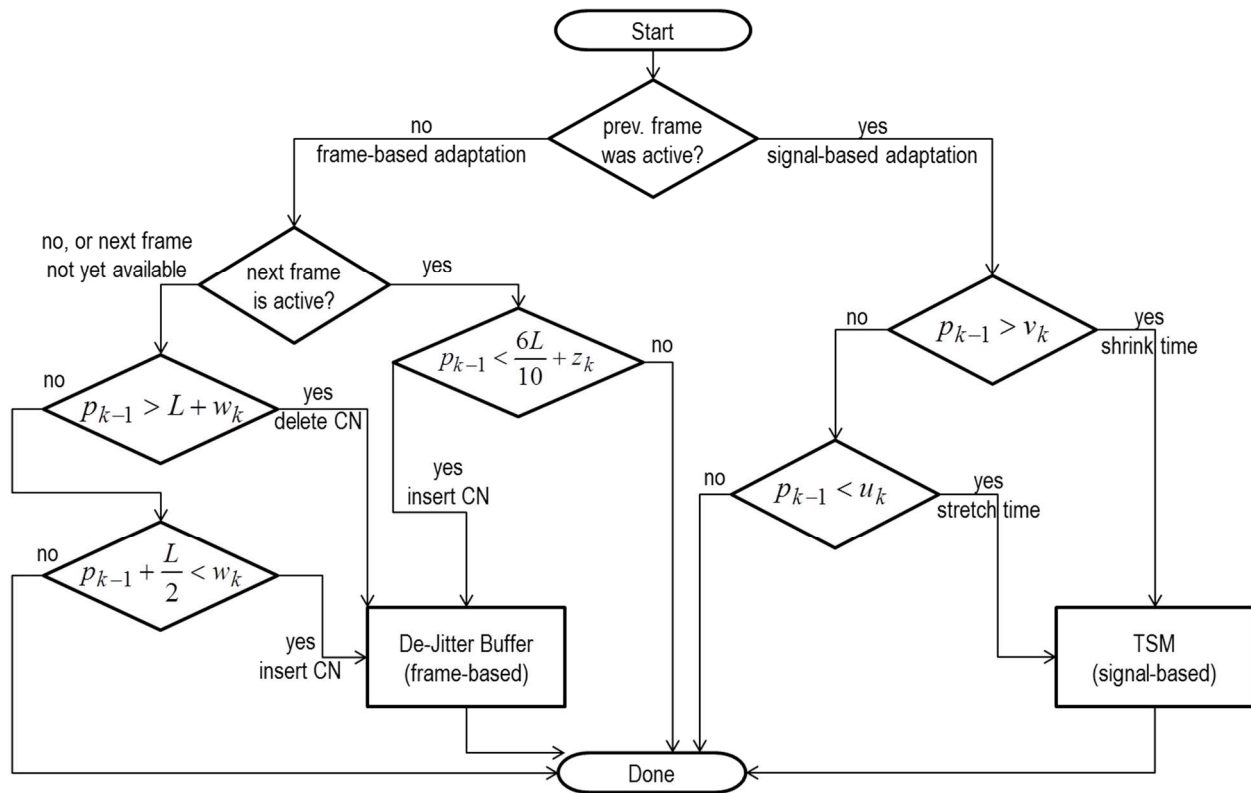 Start
prev. frame
was active?
no
frame-based adaptation
yes
signal-based adaptation
no, or next frame
not yet available
next frame
is active?
yes
p_{k-1} < 6L/10 + z_k
no
yes
insert CN
no
p_{k-1} > L + w_k
yes
delete CN
no
p_{k-1} + L/2 < w_k
yes
insert CN
no
p_{k-1} > v_k
yes
shrink time
no
p_{k-1} < u_k
yes
stretch time
De-Jitter Buffer
(frame-based)
TSM
(signal-based)
Done